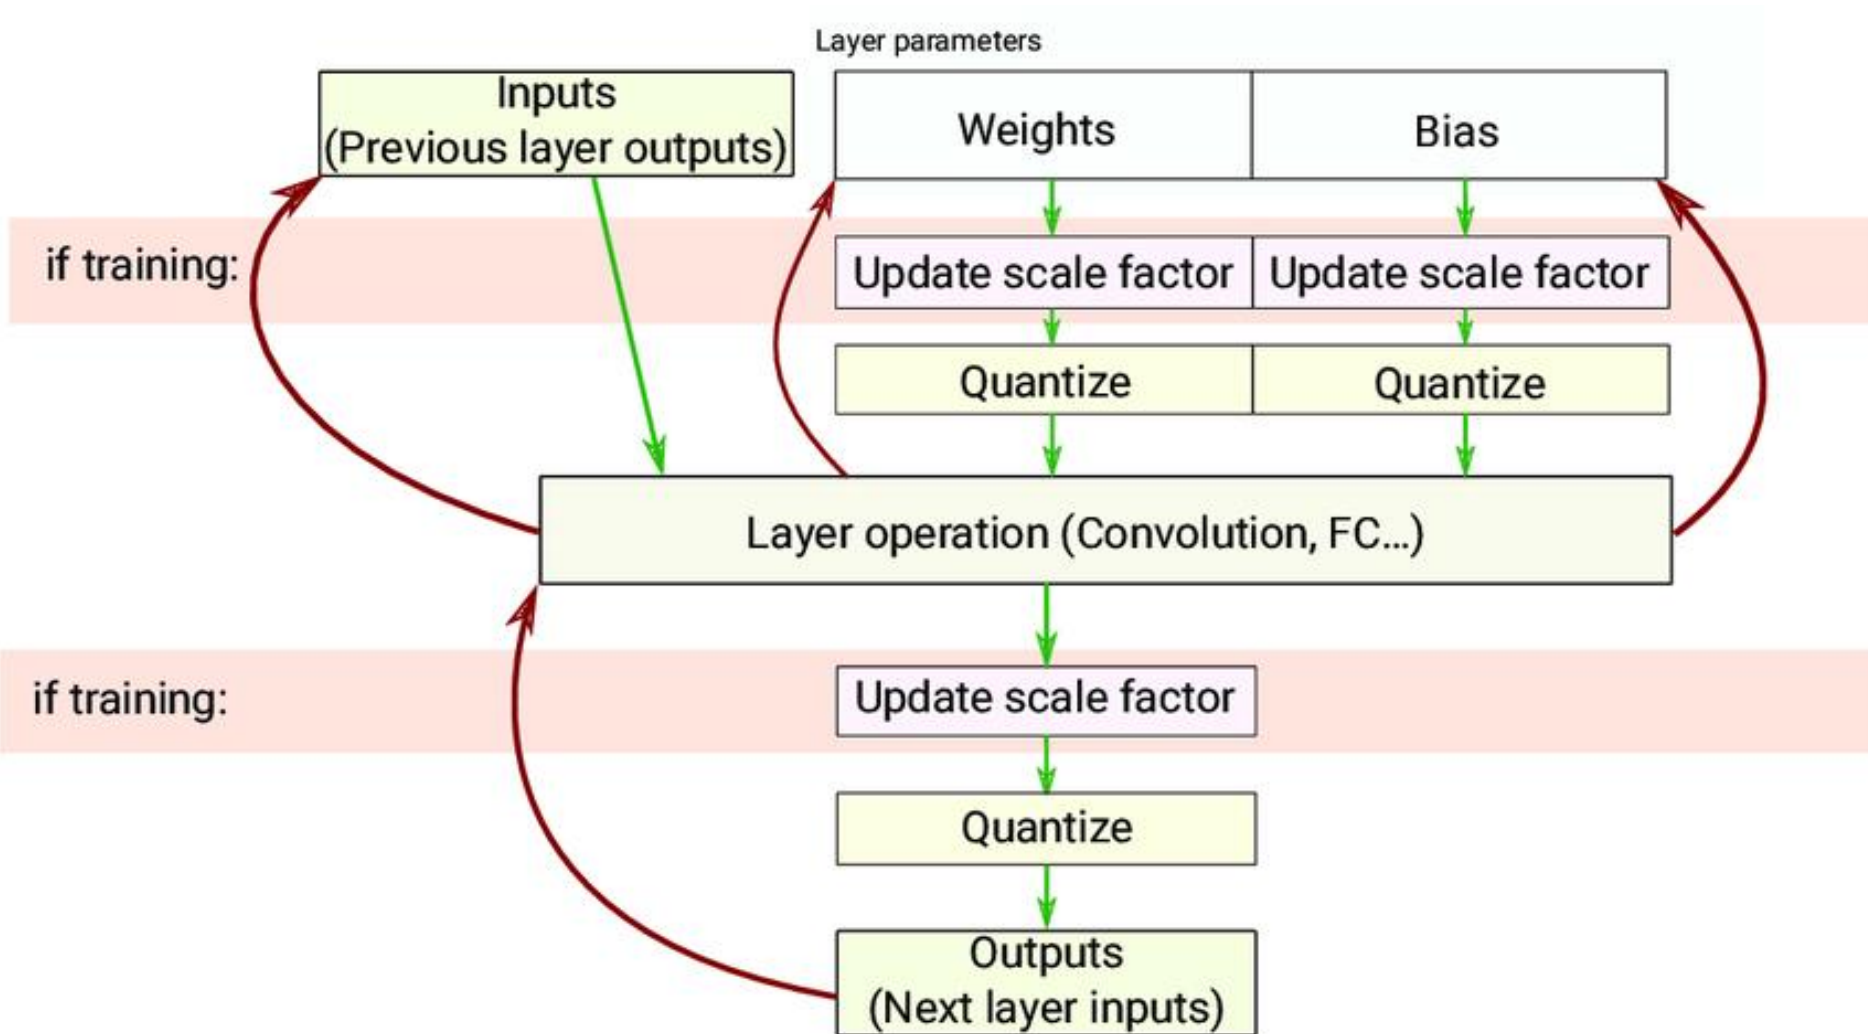 Layer parameters
Inputs
(Previous layer outputs)
Weights
Bias
if training:
Update scale factor
Update scale factor
Quantize
Quantize
Layer operation (Convolution, FC...)
if training:
Update scale factor
Quantize
Outputs
(Next layer inputs)